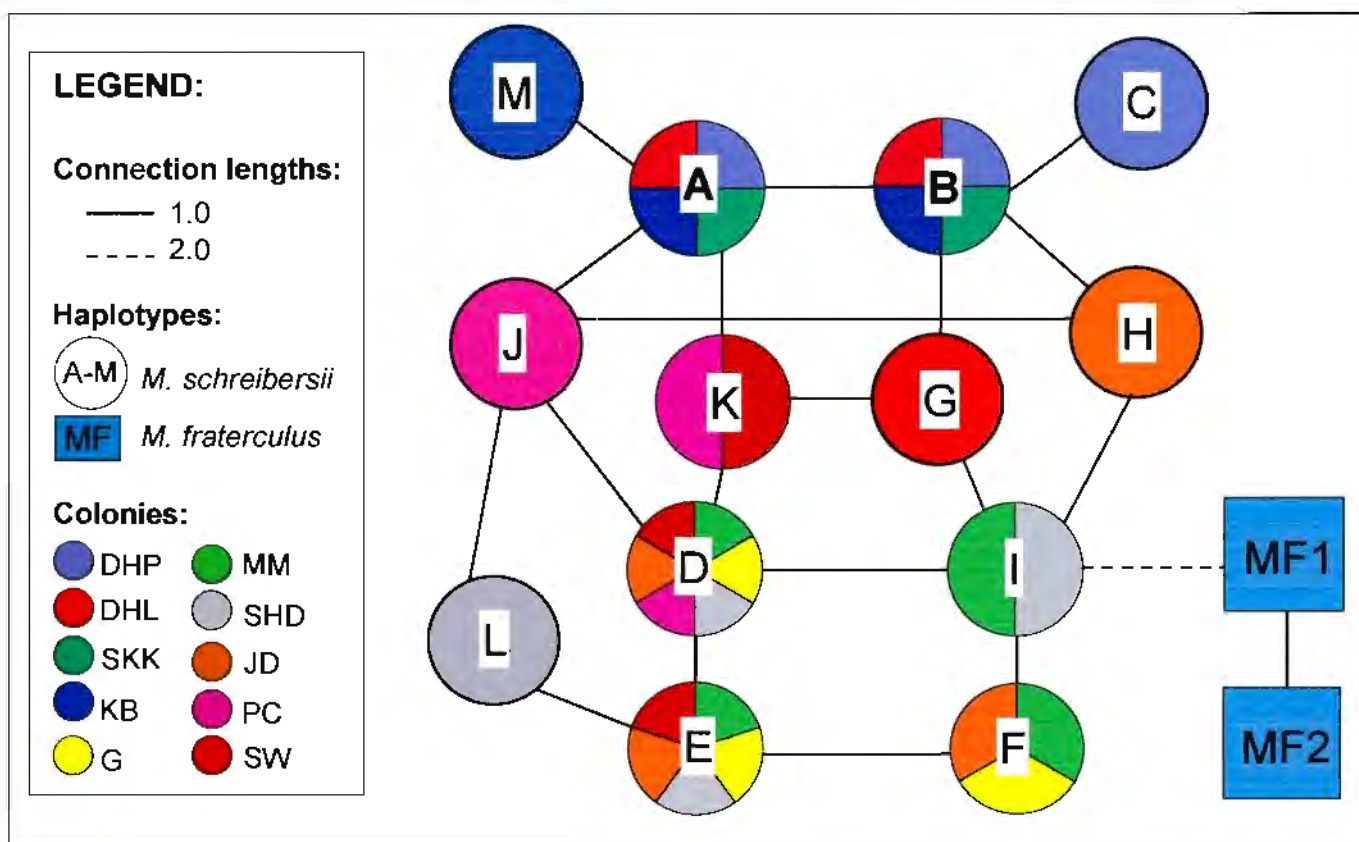 LEGEND:
Connection lengths:
1.0
2.0
Haplotypes:
A-M M. schreibersii
MF M. fraterculus
Colonies:
DHP MM
DHL SHD
SKK JD
KB PC
G SW
M
C
A
B
J
H
K
G
D
I
MF1
L
E
F
MF2